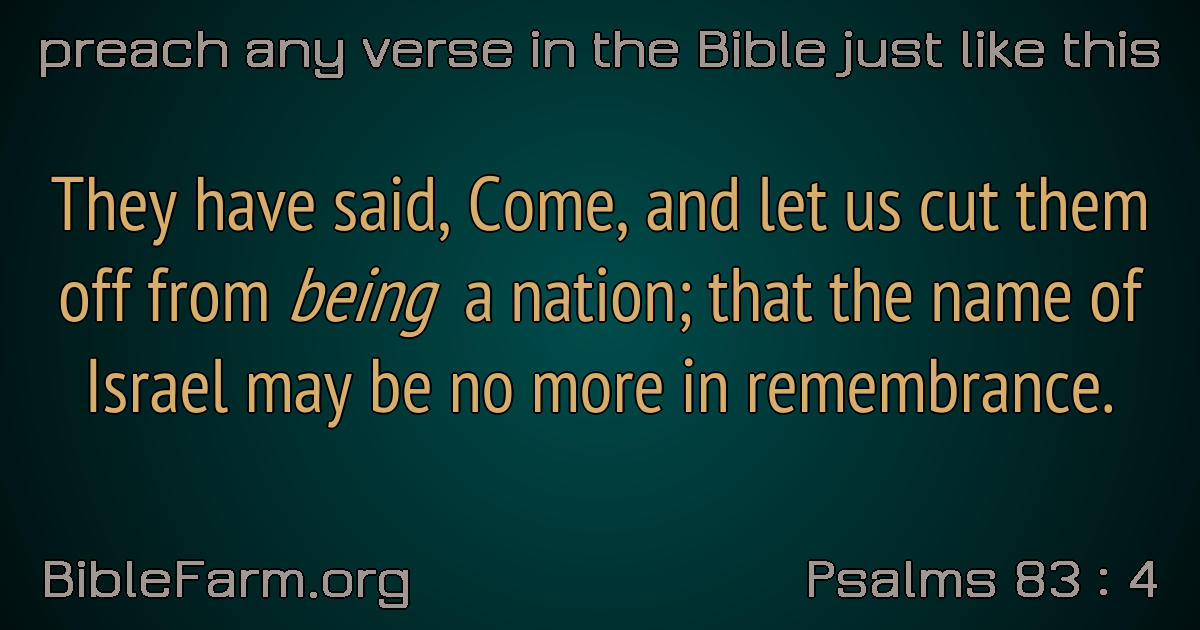 preach any verse in the Bible just like this
They have said, Come, and let us cut them
off from being a nation; that the name of
Israel may be no more in remembrance.
BibleFarm.org
Psalms 83 : 4